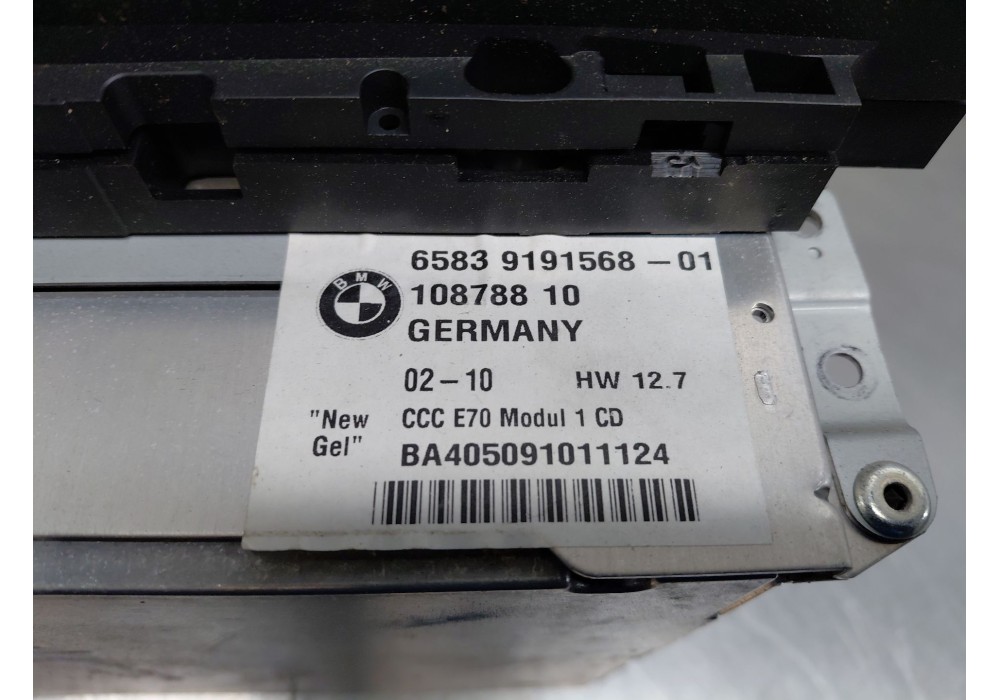 6583 9191568-01
BMW
108788 10
GERMANY
02-10 HW 12.7
"New Gel"
CCC E70 Modul 1 CD
BA405091011124